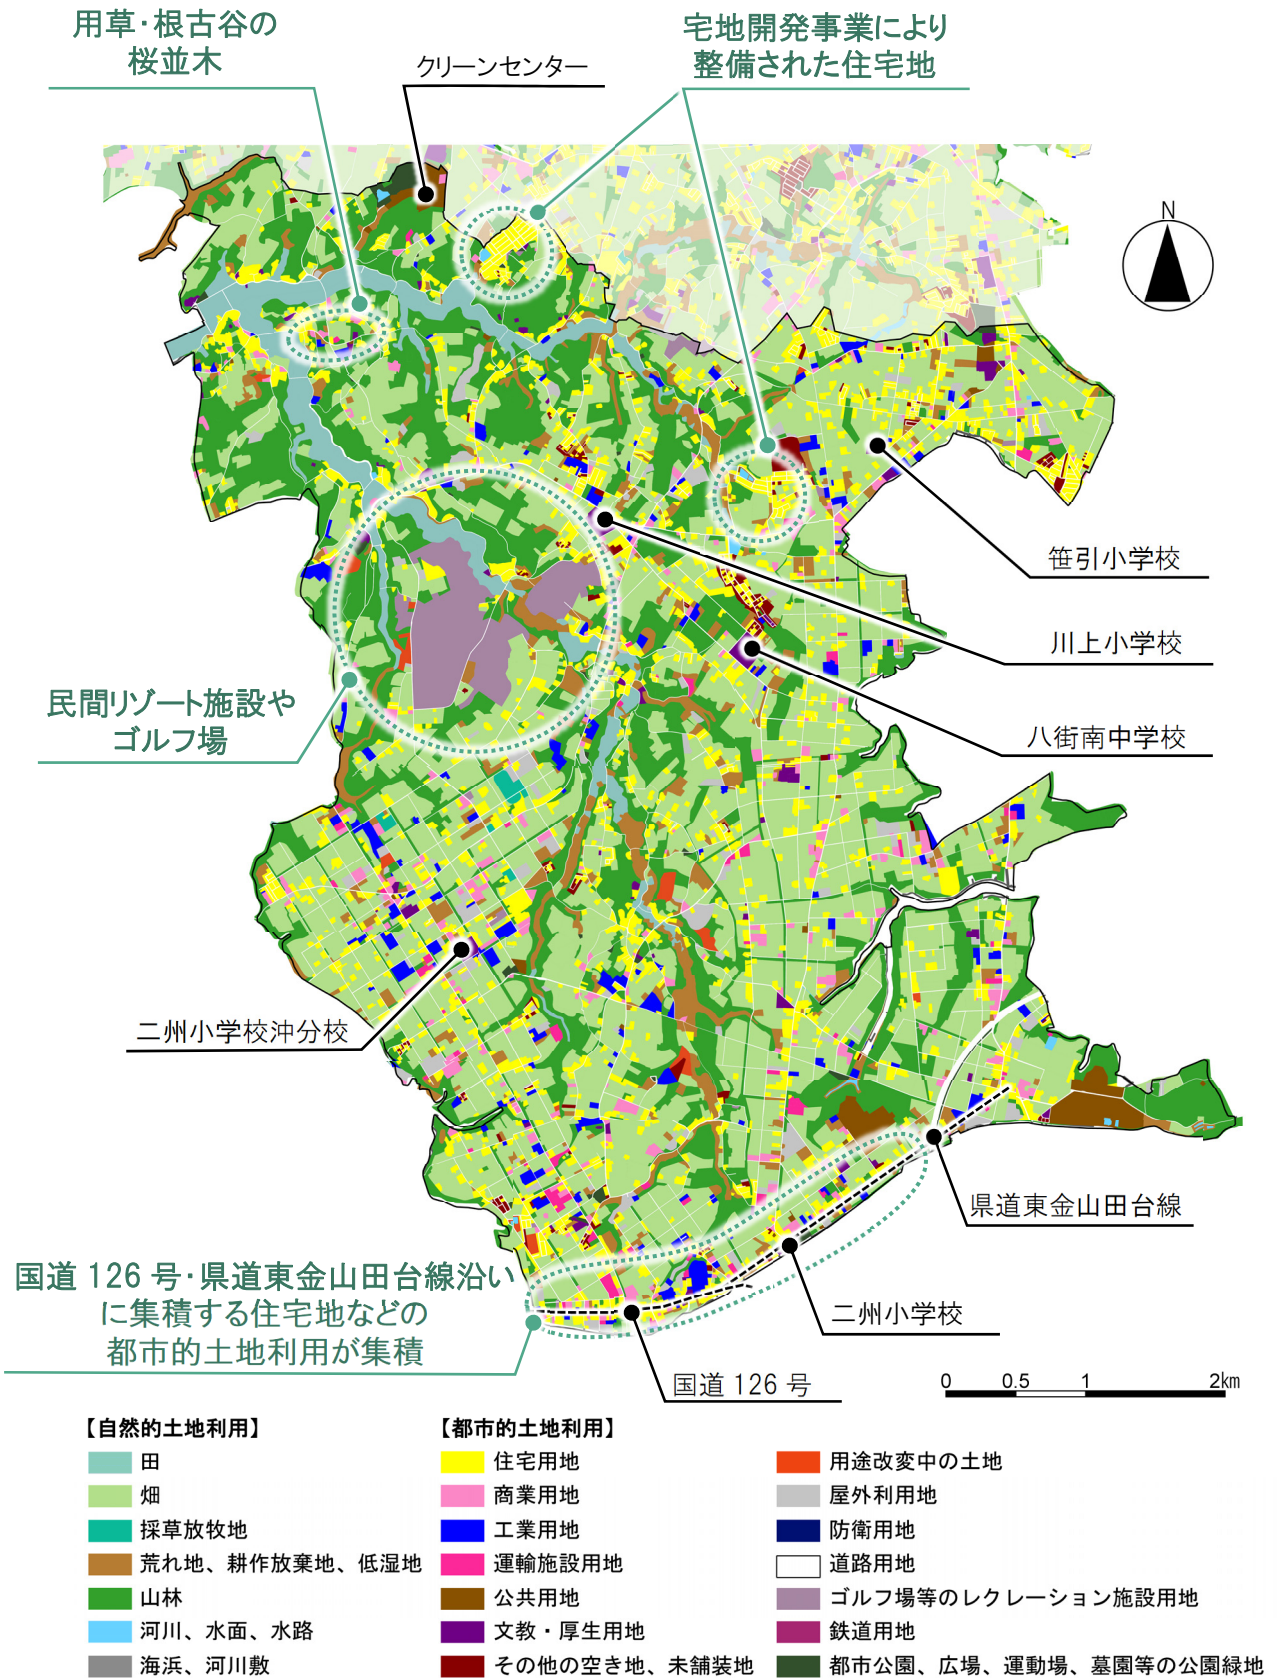 用草・根古谷の
桜並木
クリーンセンター
宅地開発事業により
整備された住宅地
N
笹引小学校
川上小学校
民間リゾート施設や
ゴルフ場
八街南中学校
二州小学校沖分校
県道東金山田台線
国道 126 号・県道東金山田台線沿い
に集積する住宅地などの
都市的土地利用が集積
二州小学校
国道 126 号
0 0.5 1 2km
【自然的土地利用】
田
畑
採草放牧地
荒れ地、耕作放棄地、低湿地
山林
河川、水面、水路
海浜、河川敷
【都市的土地利用】
住宅用地
商業用地
工業用地
運輸施設用地
公共用地
文教・厚生用地
その他の空き地、未舗装地
用途改変中の土地
屋外利用地
防衛用地
道路用地
ゴルフ場等のレクレーション施設用地
鉄道用地
都市公園、広場、運動場、墓園等の公園緑地